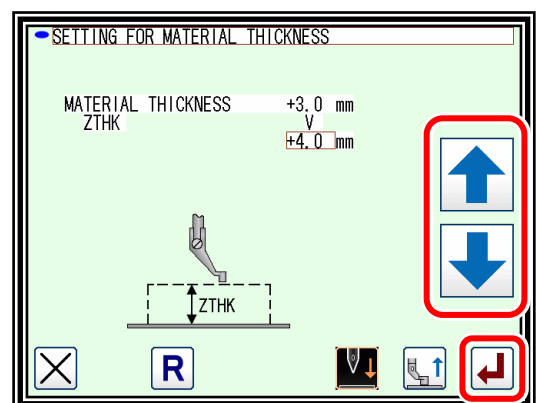 SETTING FOR MATERIAL THICKNESS
MATERIAL THICKNESS +3.0 mm
ZTHK V
+4.0 mm
ZTHK
R